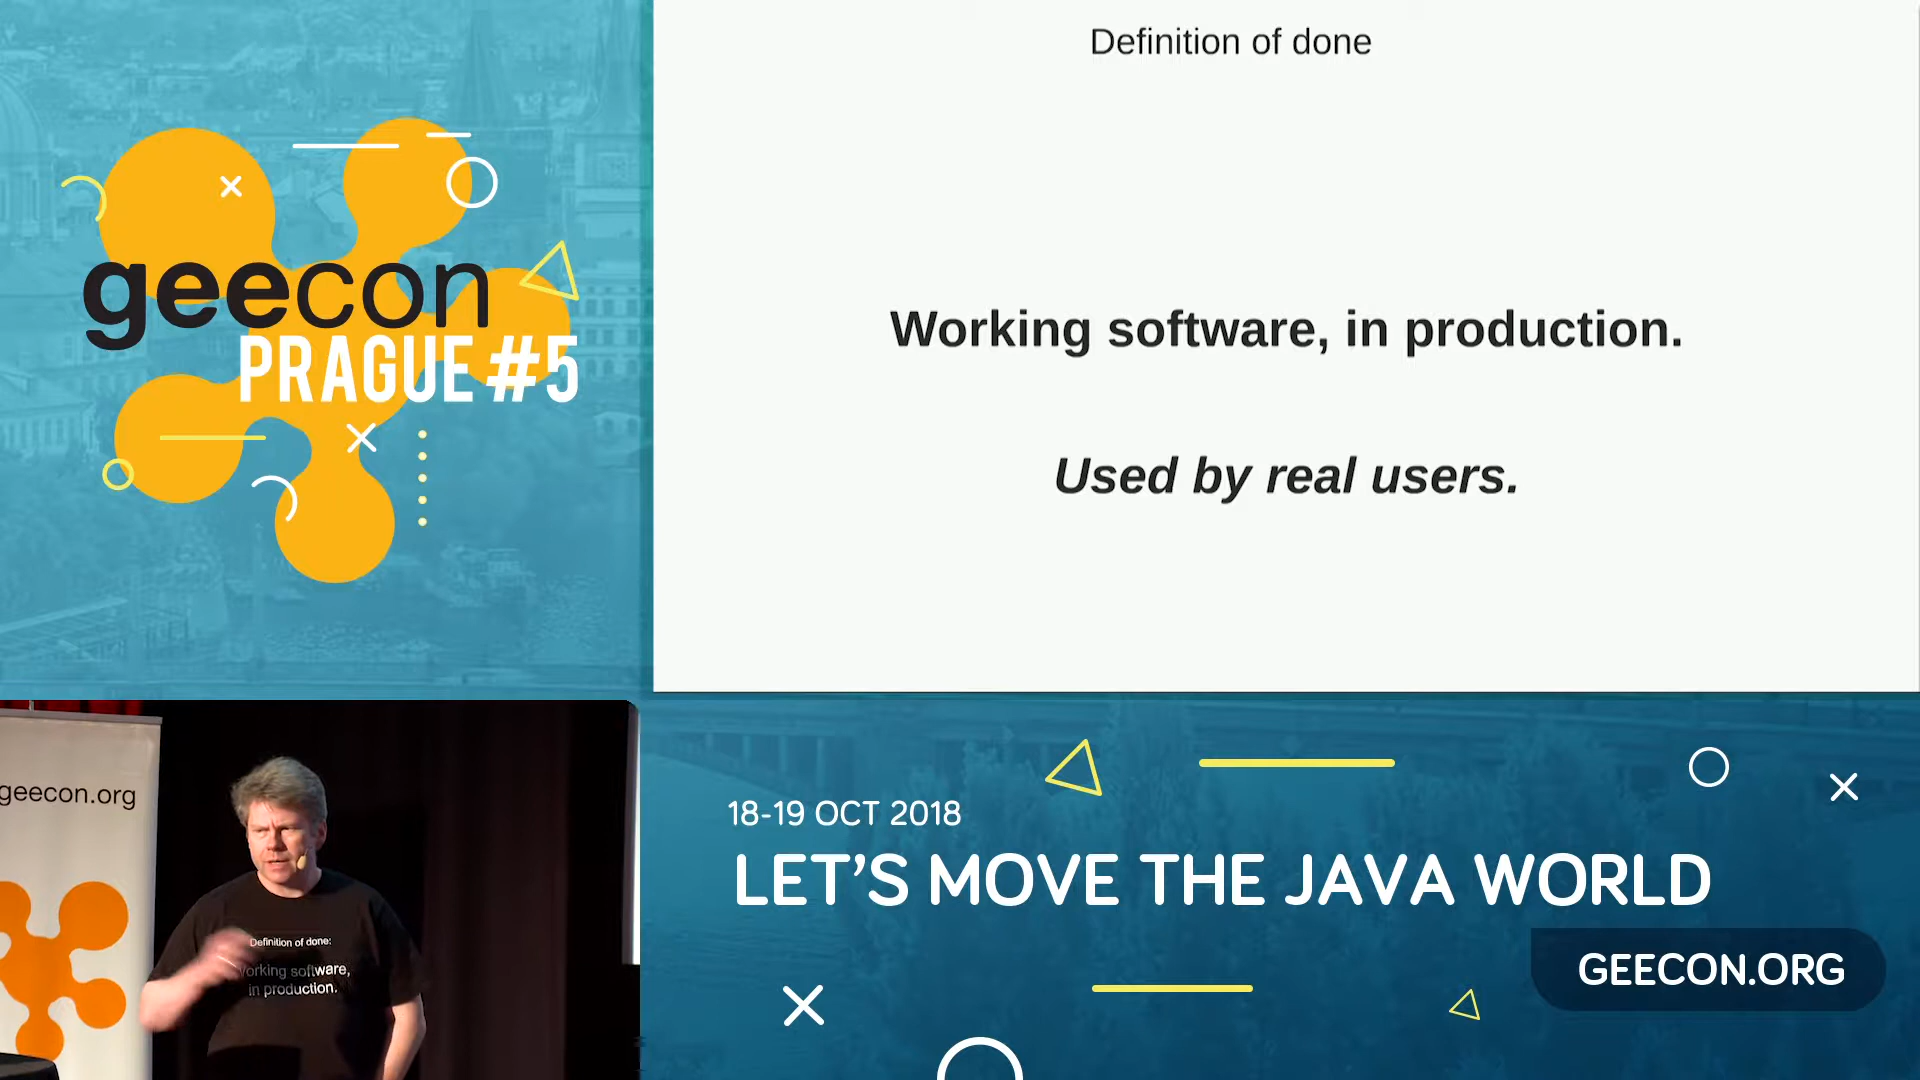 Definition of done
Working software, in production.
Used by real users.
geecon
PRAGUE #5
geecon.org
Definition of done:
working software,
in production.
18-19 OCT 2018
LET'S MOVE THE JAVA WORLD
GEECON.ORG